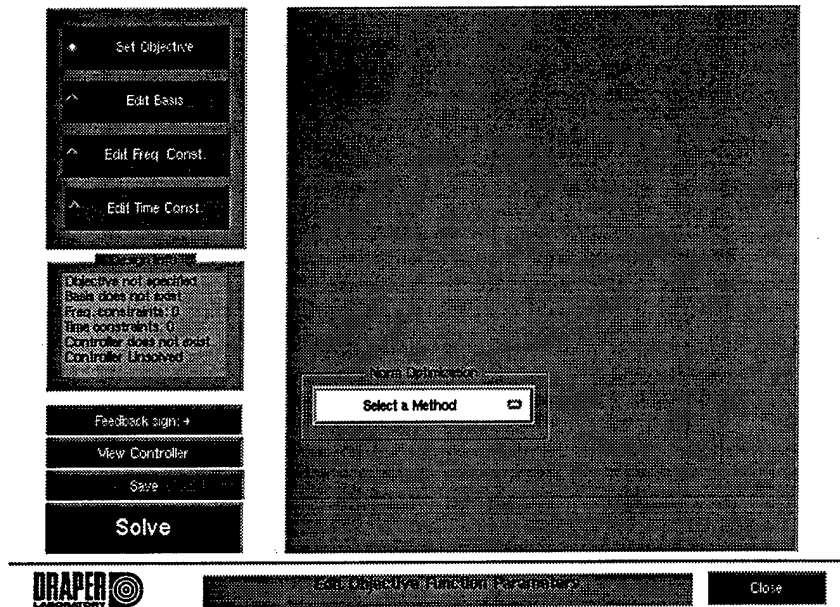 Set Objective
Edit Basis
Edit Freq. Const.
Edit Time Const.
Design Info
Objective not specified
Basis does not exist
Freq. constraints: 0
Time constraints: 0
Controller does not exist
Controller Unsolved
Feedback sign: +
View Controller
Save
Solve
Norm Optimization
Select a Method
DRAPER
LABORATORY
Edit Objective Function Parameters
Close